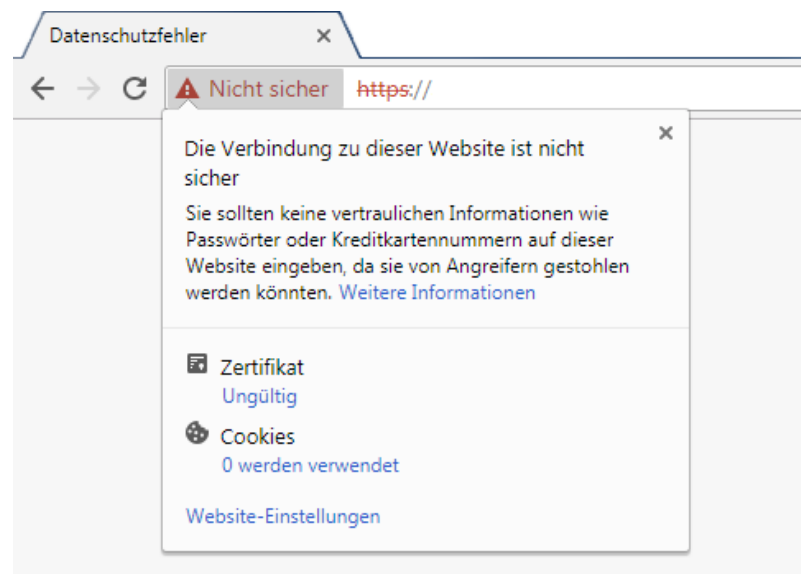 Datenschutzfehler
Nicht sicher https://
Die Verbindung zu dieser Website ist nicht
sicher
Sie sollten keine vertraulichen Informationen wie
Passwörter oder Kreditkartennummern auf dieser
Website eingeben, da sie von Angreifern gestohlen
werden könnten. Weitere Informationen
Zertifikat
Ungültig
Cookies
0 werden verwendet
Website-Einstellungen